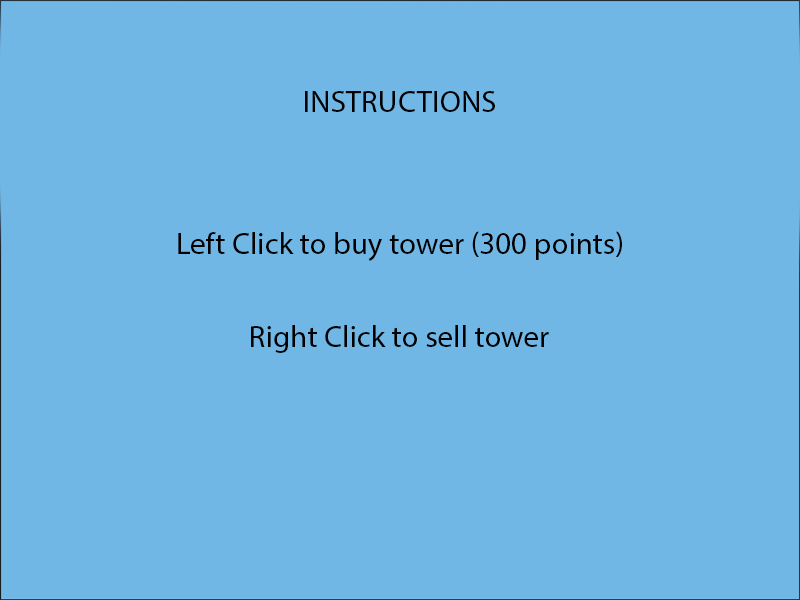 INSTRUCTIONS
Left Click to buy tower (300 points)
Right Click to sell tower